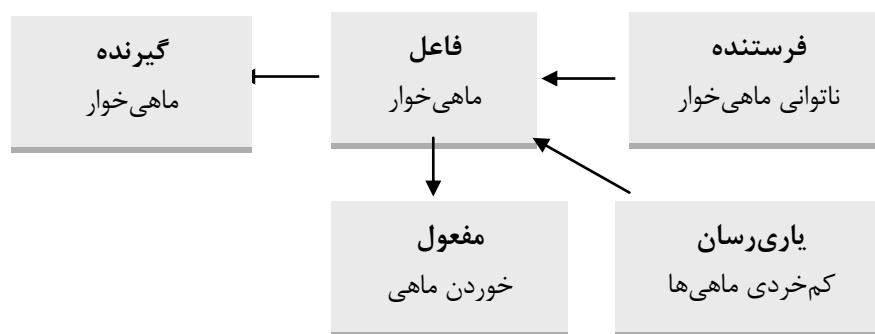 فرستنده
ناتوانی ماهی‌خوار
فاعل
ماهی‌خوار
گیرنده
ماهی‌خوار
یاری‌رسان
کم‌خردی ماهی‌ها
مفعول
خوردن ماهی